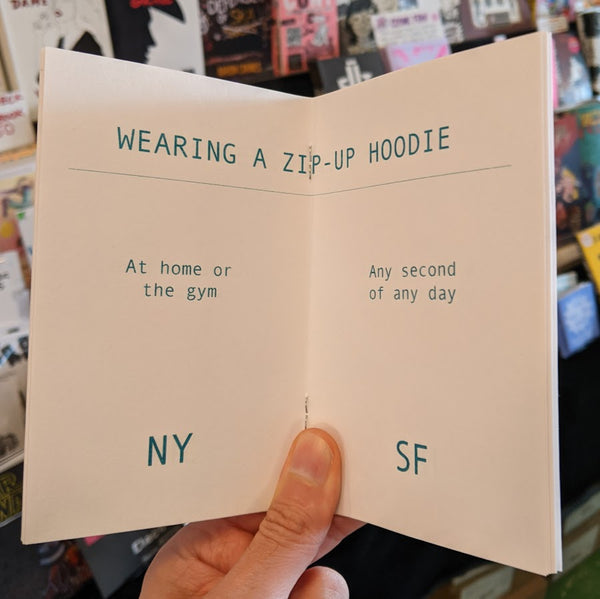 WEARING A ZIP-UP HOODIE
At home or
the gym
Any second
of any day
NY
SF